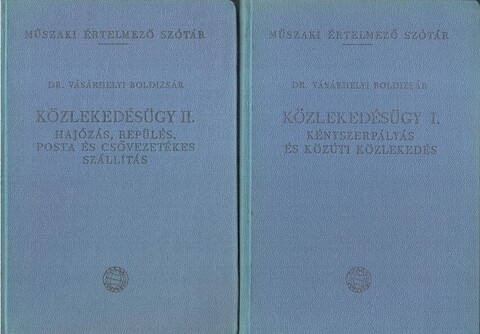 MŰSZAKI ÉRTELMEZŐ SZÓTÁR
DR. VÁSÁRHELYI BOLDIZSÁR
KÖZLEKEDÉSÜGY II.
HAJÓZÁS, REPÜLÉS,
POSTA ÉS CSŐVEZETÉKES
SZÁLLÍTÁS
MŰSZAKI ÉRTELMEZŐ SZÓTÁR
DR. VÁSÁRHELYI BOLDIZSÁR
KÖZLEKEDÉSÜGY I.
KÉNYSZERPÁLYÁS
ÉS KÖZÚTI KÖZLEKEDÉS